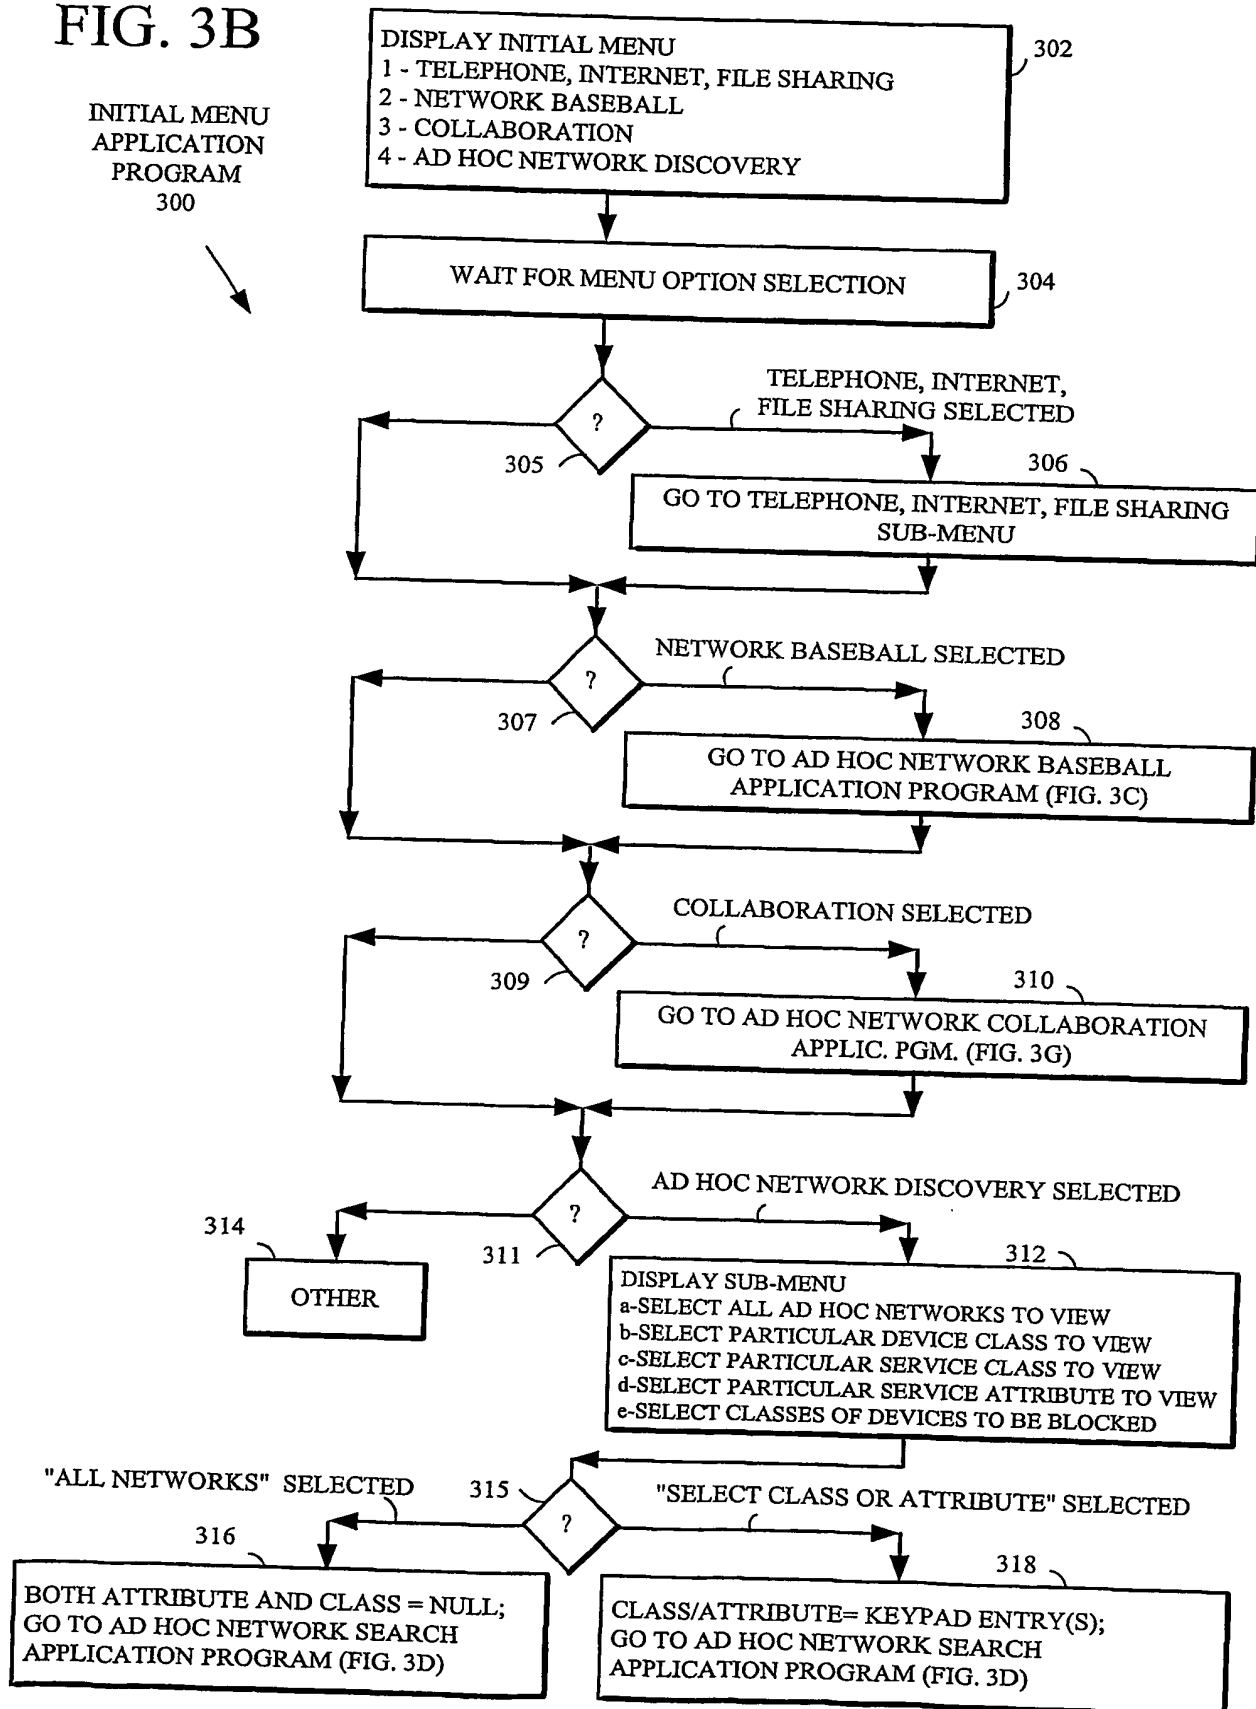 FIG. 3B
INITIAL MENU
APPLICATION
PROGRAM
300
DISPLAY INITIAL MENU
1 - TELEPHONE, INTERNET, FILE SHARING
2 - NETWORK BASEBALL
3 - COLLABORATION
4 - AD HOC NETWORK DISCOVERY
302
WAIT FOR MENU OPTION SELECTION
304
TELEPHONE, INTERNET,
FILE SHARING SELECTED
?
305
306
GO TO TELEPHONE, INTERNET, FILE SHARING
SUB-MENU
NETWORK BASEBALL SELECTED
?
307
308
GO TO AD HOC NETWORK BASEBALL
APPLICATION PROGRAM (FIG. 3C)
COLLABORATION SELECTED
?
309
310
GO TO AD HOC NETWORK COLLABORATION
APPLIC. PGM. (FIG. 3G)
AD HOC NETWORK DISCOVERY SELECTED
?
311
314
OTHER
312
DISPLAY SUB-MENU
a-SELECT ALL AD HOC NETWORKS TO VIEW
b-SELECT PARTICULAR DEVICE CLASS TO VIEW
c-SELECT PARTICULAR SERVICE CLASS TO VIEW
d-SELECT PARTICULAR SERVICE ATTRIBUTE TO VIEW
e-SELECT CLASSES OF DEVICES TO BE BLOCKED
"ALL NETWORKS" SELECTED
315
?
"SELECT CLASS OR ATTRIBUTE" SELECTED
316
BOTH ATTRIBUTE AND CLASS = NULL;
GO TO AD HOC NETWORK SEARCH
APPLICATION PROGRAM (FIG. 3D)
318
CLASS/ATTRIBUTE= KEYPAD ENTRY(S);
GO TO AD HOC NETWORK SEARCH
APPLICATION PROGRAM (FIG. 3D)